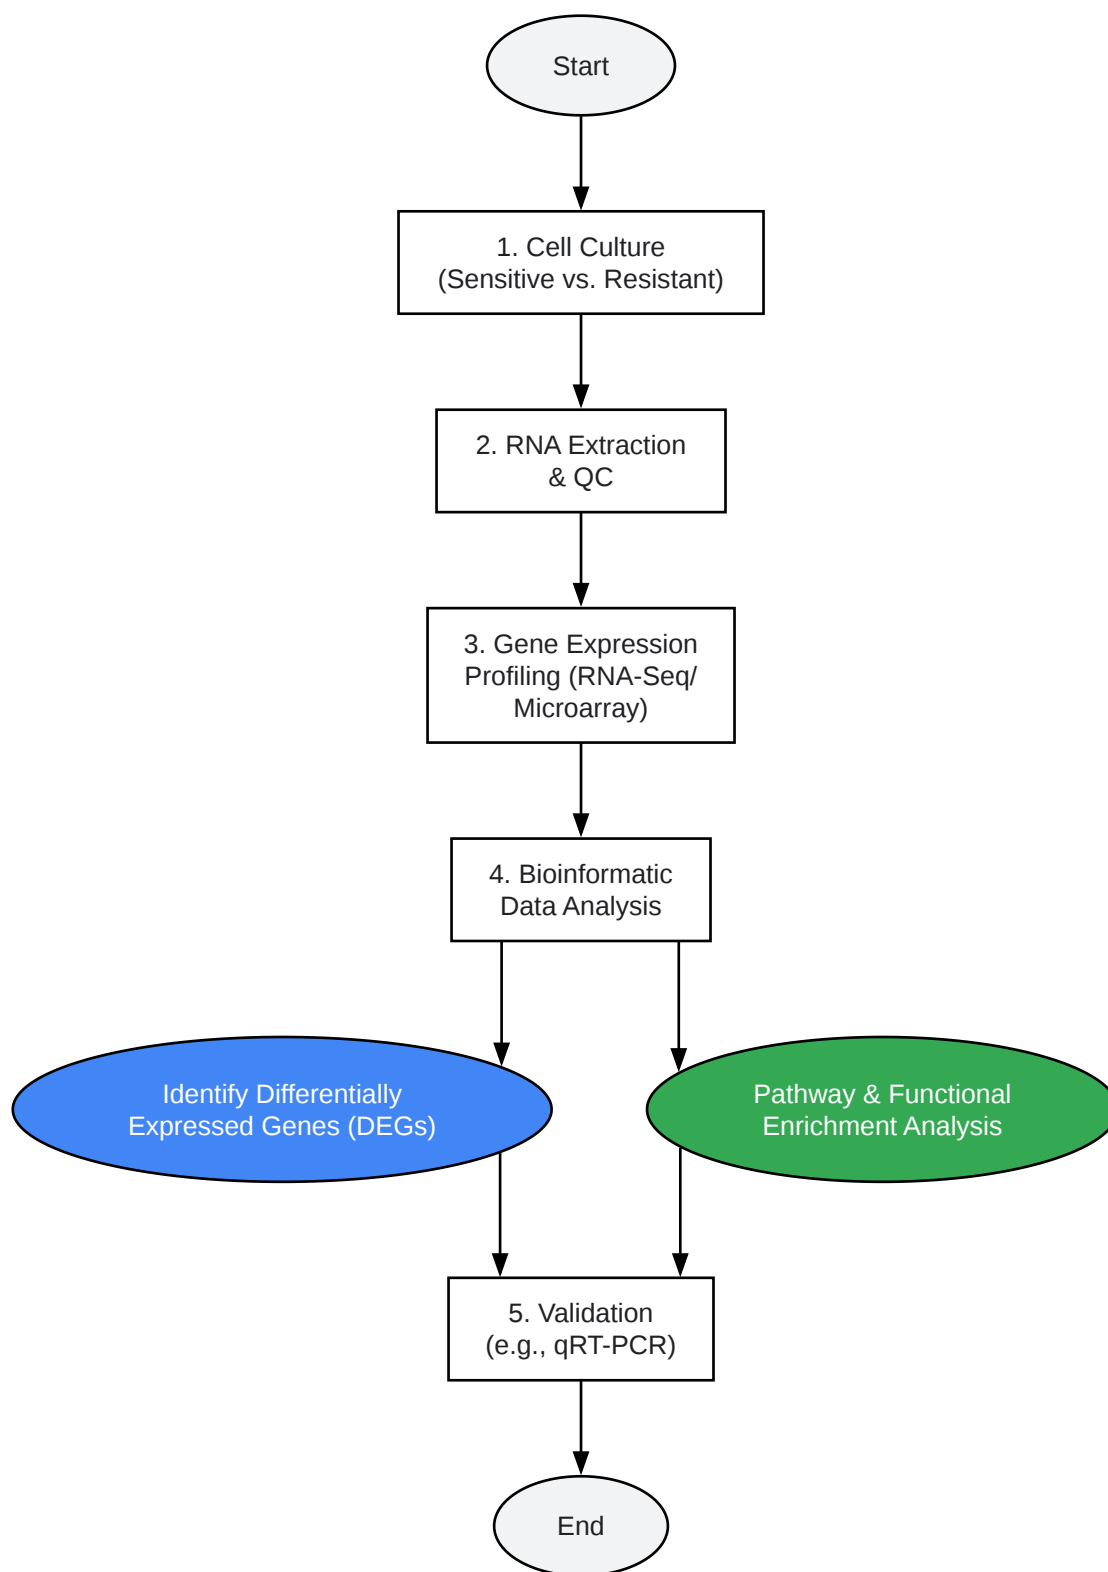 Start
1. Cell Culture
(Sensitive vs. Resistant)
2. RNA Extraction
& QC
3. Gene Expression
Profiling (RNA-Seq/
Microarray)
4. Bioinformatic
Data Analysis
Identify Differentially
Expressed Genes (DEGs)
Pathway & Functional
Enrichment Analysis
5. Validation
(e.g., qRT-PCR)
End